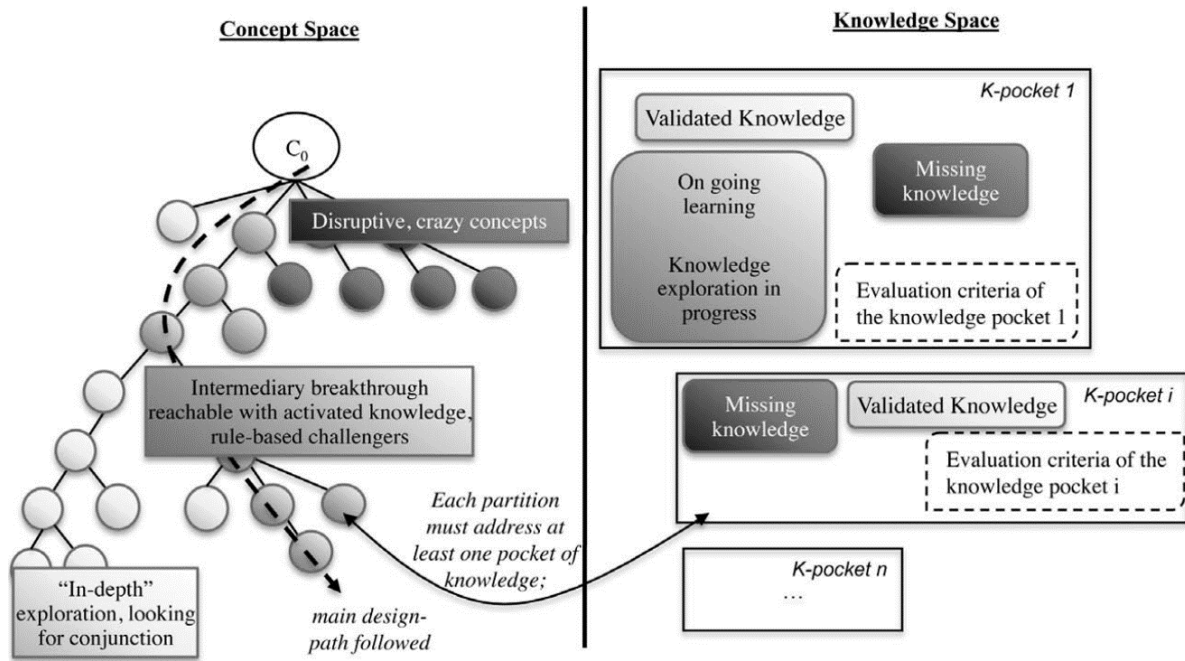 Concept Space
C0
Disruptive, crazy concepts
Intermediary breakthrough
reachable with activated knowledge,
rule-based challengers
“In-depth”
exploration, looking
for conjunction
Each partition
must address at
least one pocket of
knowledge;
main design-
path followed
Knowledge Space
K-pocket 1
Validated Knowledge
Missing
knowledge
On going
learning
Knowledge
exploration in
progress
Evaluation criteria of
the knowledge pocket 1
K-pocket i
Missing
knowledge
Validated Knowledge
Evaluation criteria of the
knowledge pocket i
K-pocket n
...